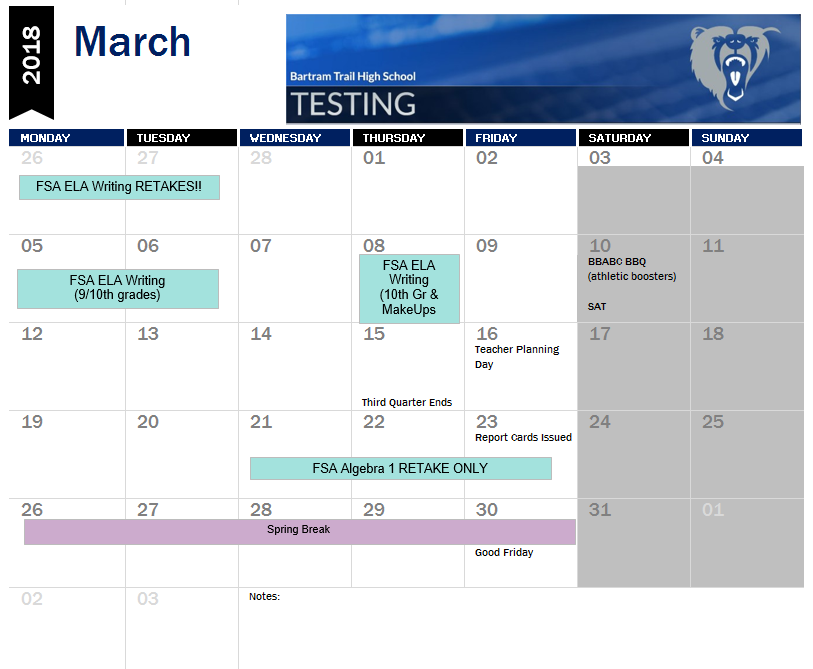 2018
March
Bartram Trail High School
TESTING
MONDAY TUESDAY WEDNESDAY THURSDAY FRIDAY SATURDAY SUNDAY
26 27 28 01 02 03 04
FSA ELA Writing RETAKES!!
05 06 07 08 09 10 11
FSA ELA Writing
(9/10th grades)
FSA ELA
Writing
(10th Gr &
MakeUps
BBABC BBQ
(athletic boosters)
SAT
12 13 14 15 16 17 18
Teacher Planning
Day
Third Quarter Ends
19 20 21 22 23 24 25
Report Cards Issued
FSA Algebra 1 RETAKE ONLY
26 27 28 29 30 31 01
Spring Break
Good Friday
02 03
Notes: